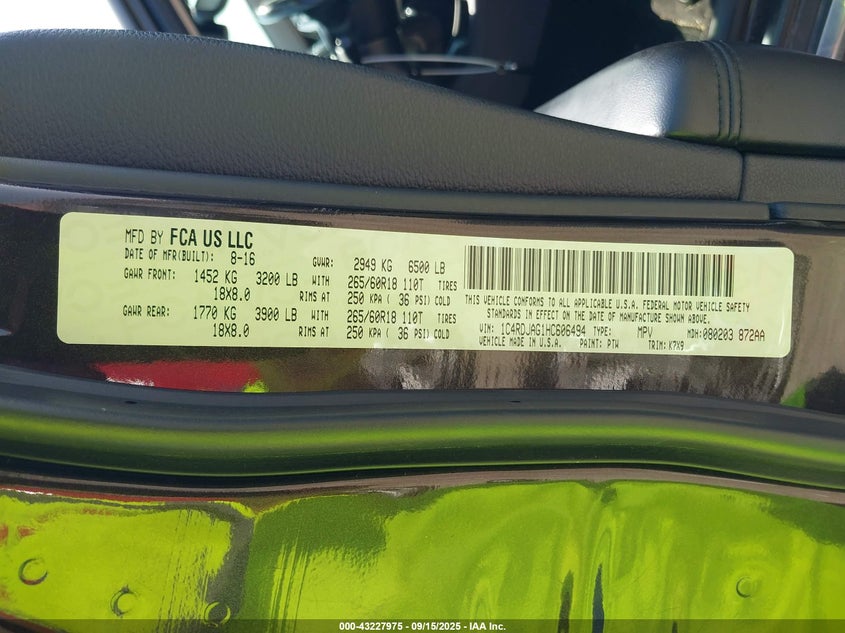 MFD BY FCA US LLC
DATE OF MFR(BUILT): 8-16 GVWR: 2949 KG 6500 LB
GAWR FRONT: 1452 KG 3200 LB WITH 265/60R18 110T TIRES
18X8.0 RIMS AT 250 KPA ( 36 PSI) COLD
GAWR REAR: 1770 KG 3900 LB WITH 265/60R18 110T TIRES
18X8.0 RIMS AT 250 KPA ( 36 PSI) COLD
THIS VEHICLE CONFORMS TO ALL APPLICABLE U.S.A. FEDERAL MOTOR VEHICLE SAFETY
STANDARDS IN EFFECT ON THE DATE OF MANUFACTURE SHOWN ABOVE.
VIN: 1C4RDJAG1HC606494 TYPE: MPV MDH:080203 872AA
VEHICLE MADE IN U.S.A. PAINT: PTW TRIM: K7X9
000-43227975 - 09/15/2025 - IAA Inc.